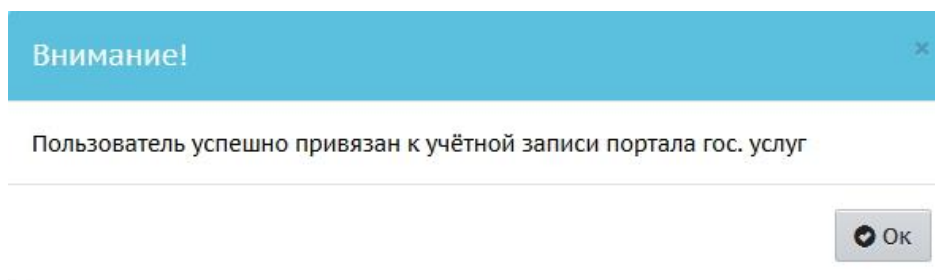 Внимание!
Пользователь успешно привязан к учётной записи портала гос. услуг
Ок